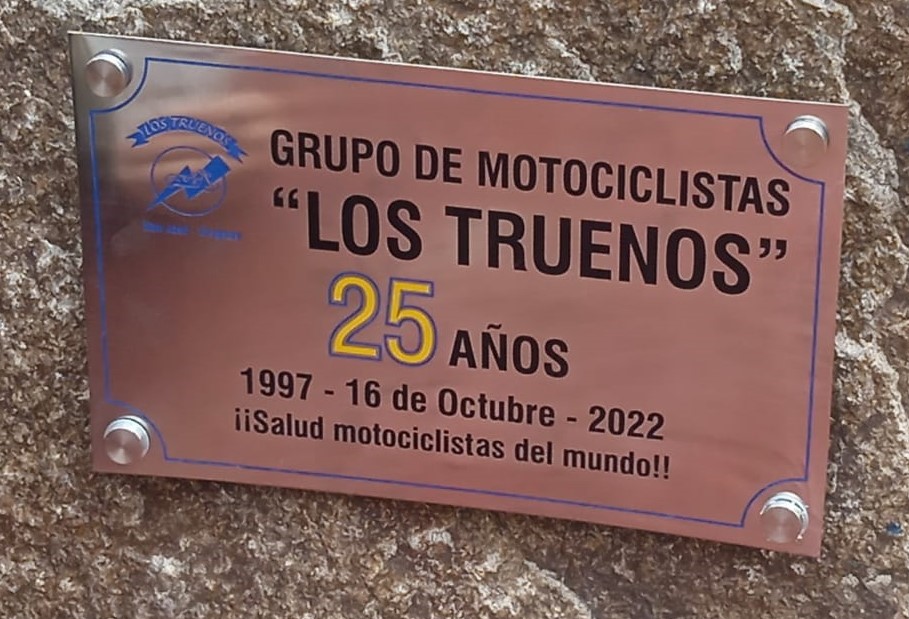 LOS TRUENOS
GRUPO DE MOTOCICLISTAS
“LOS TRUENOS”
25 AÑOS
1997 - 16 de Octubre - 2022
¡¡Salud motociclistas del mundo!!